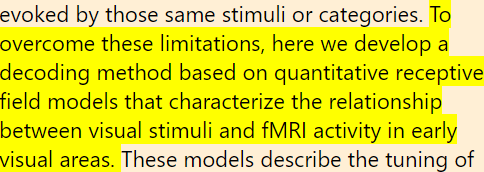 evoked by those same stimuli or categories. To
overcome these limitations, here we develop a
decoding method based on quantitative receptive
field models that characterize the relationship
between visual stimuli and fMRI activity in early
visual areas. These models describe the tuning of